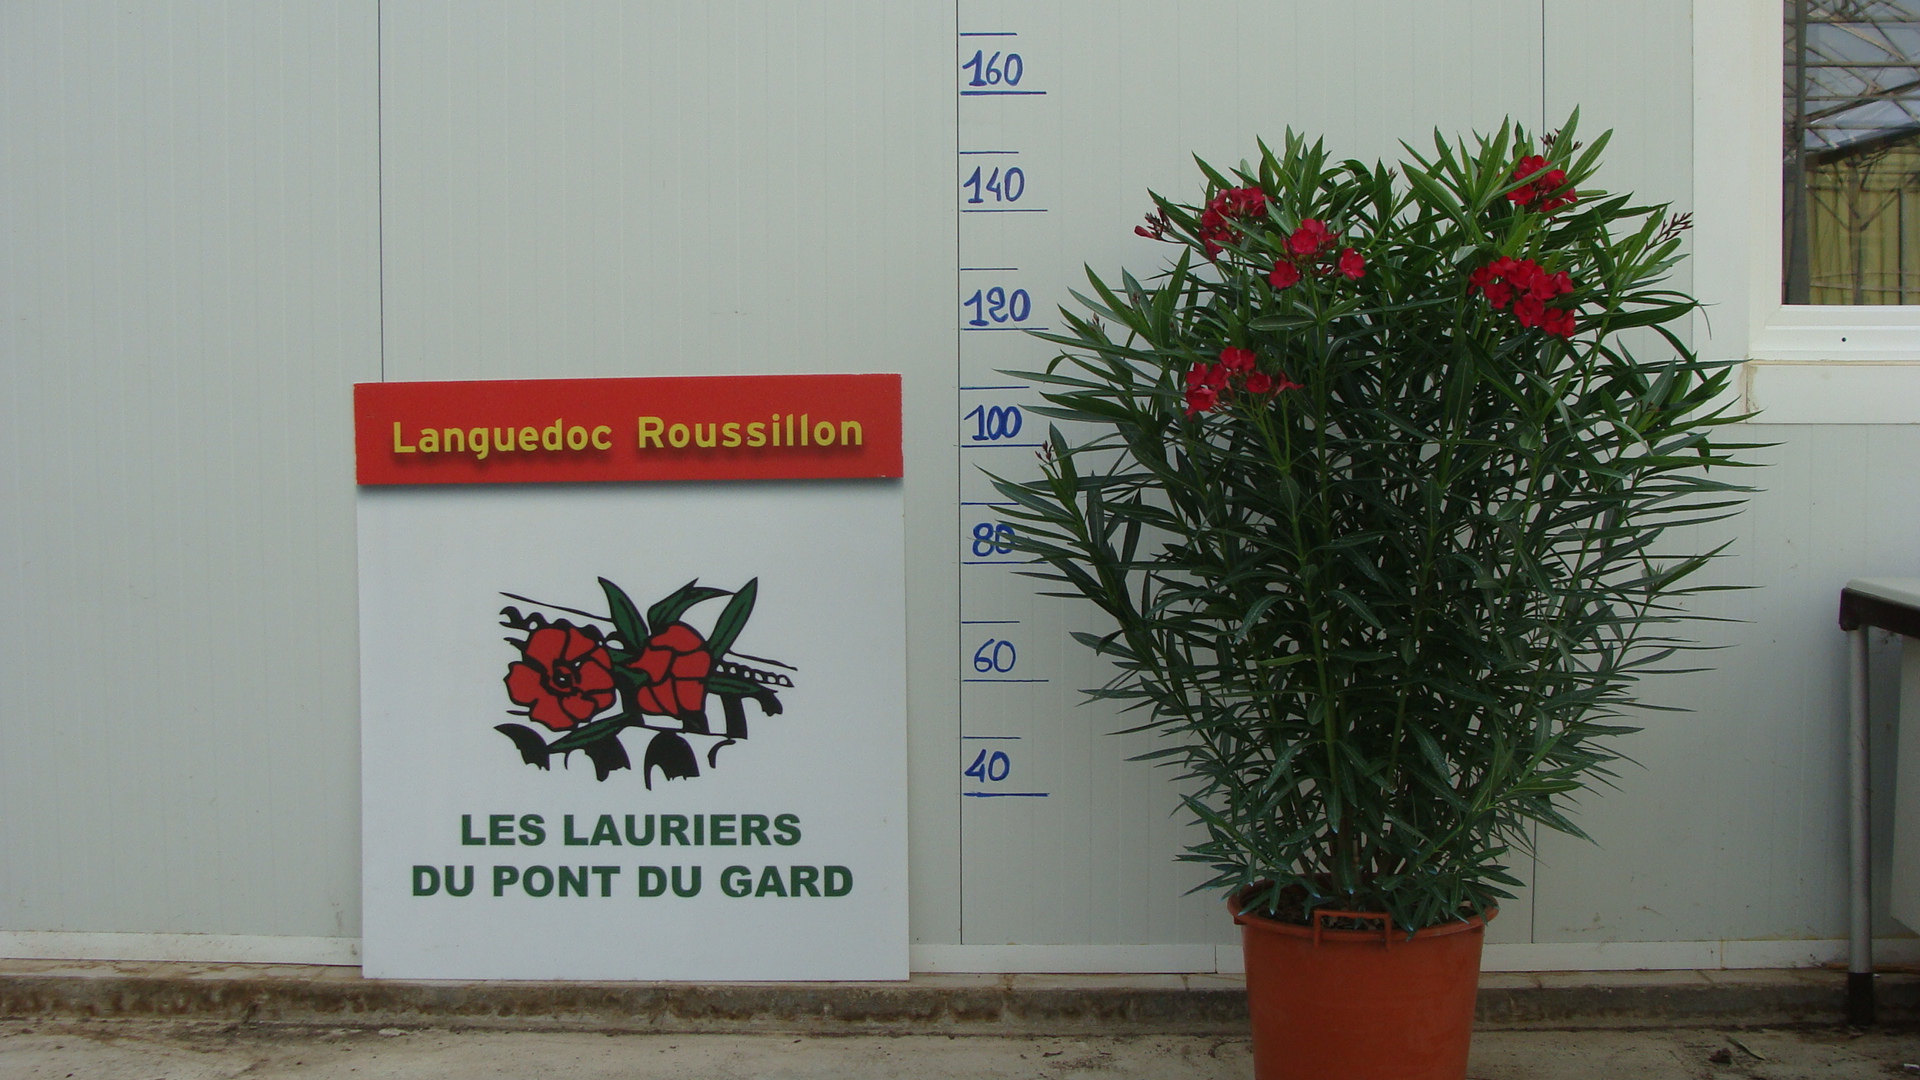 Languedoc Roussillon
LES LAURIERS
DU PONT DU GARD
160
140
120
100
80
60
40